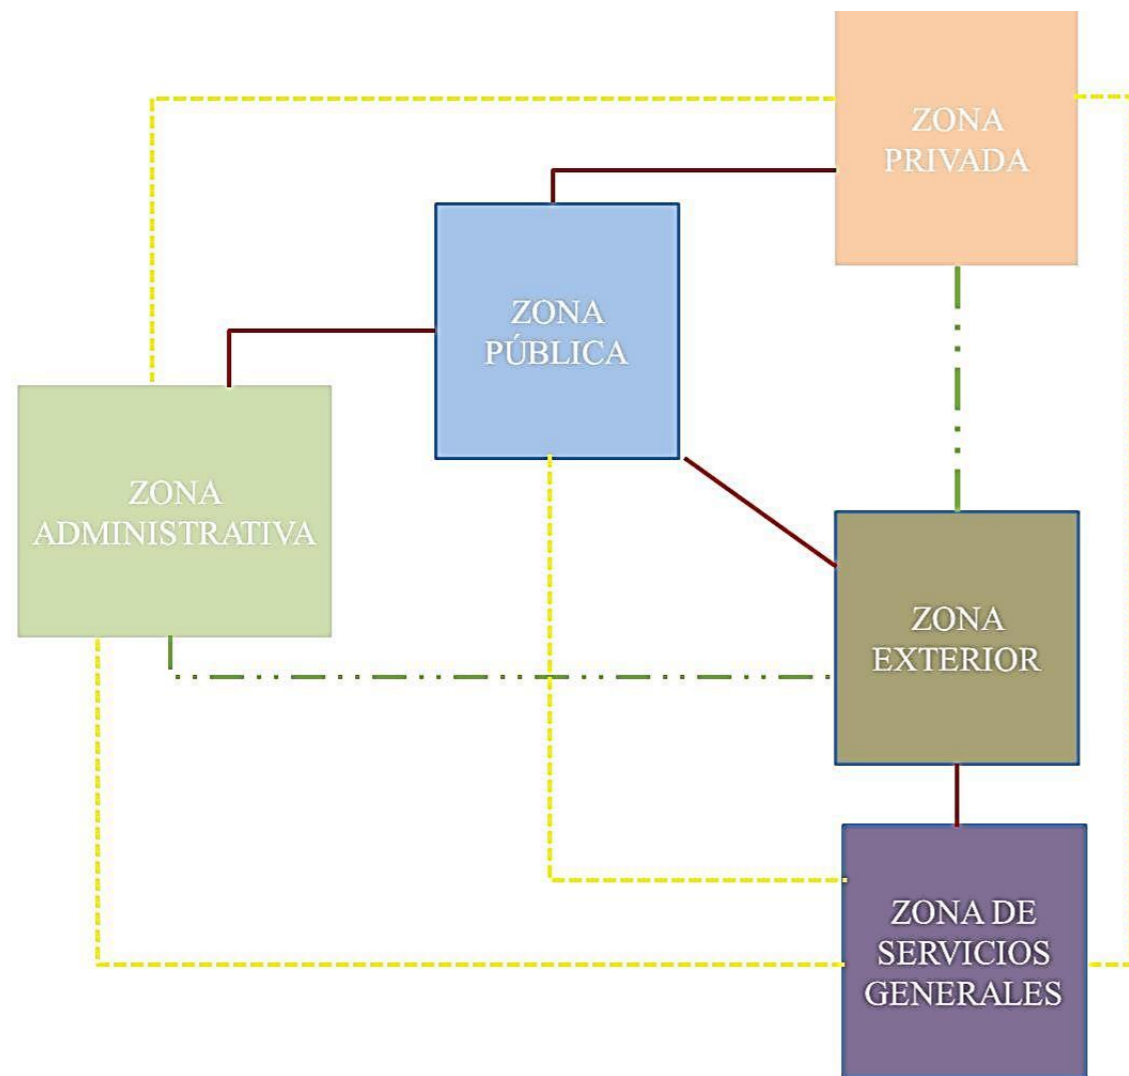 ZONA
PRIVADA
ZONA
PÚBLICA
ZONA
ADMINISTRATIVA
ZONA
EXTERIOR
ZONA DE
SERVICIOS
GENERALES